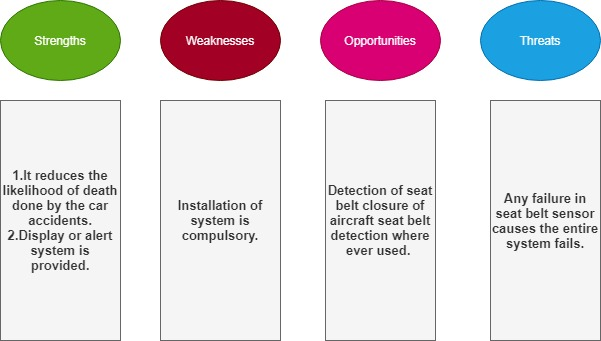 Strengths
Weaknesses
Opportunities
Threats
1.It reduces the
likelihood of death
done by the car
accidents.
2.Display or alert
system is
provided.
Installation of
system is
compulsory.
Detection of seat
belt closure of
aircraft seat belt
detection where
ever used.
Any failure in
seat belt sensor
causes the entire
system fails.